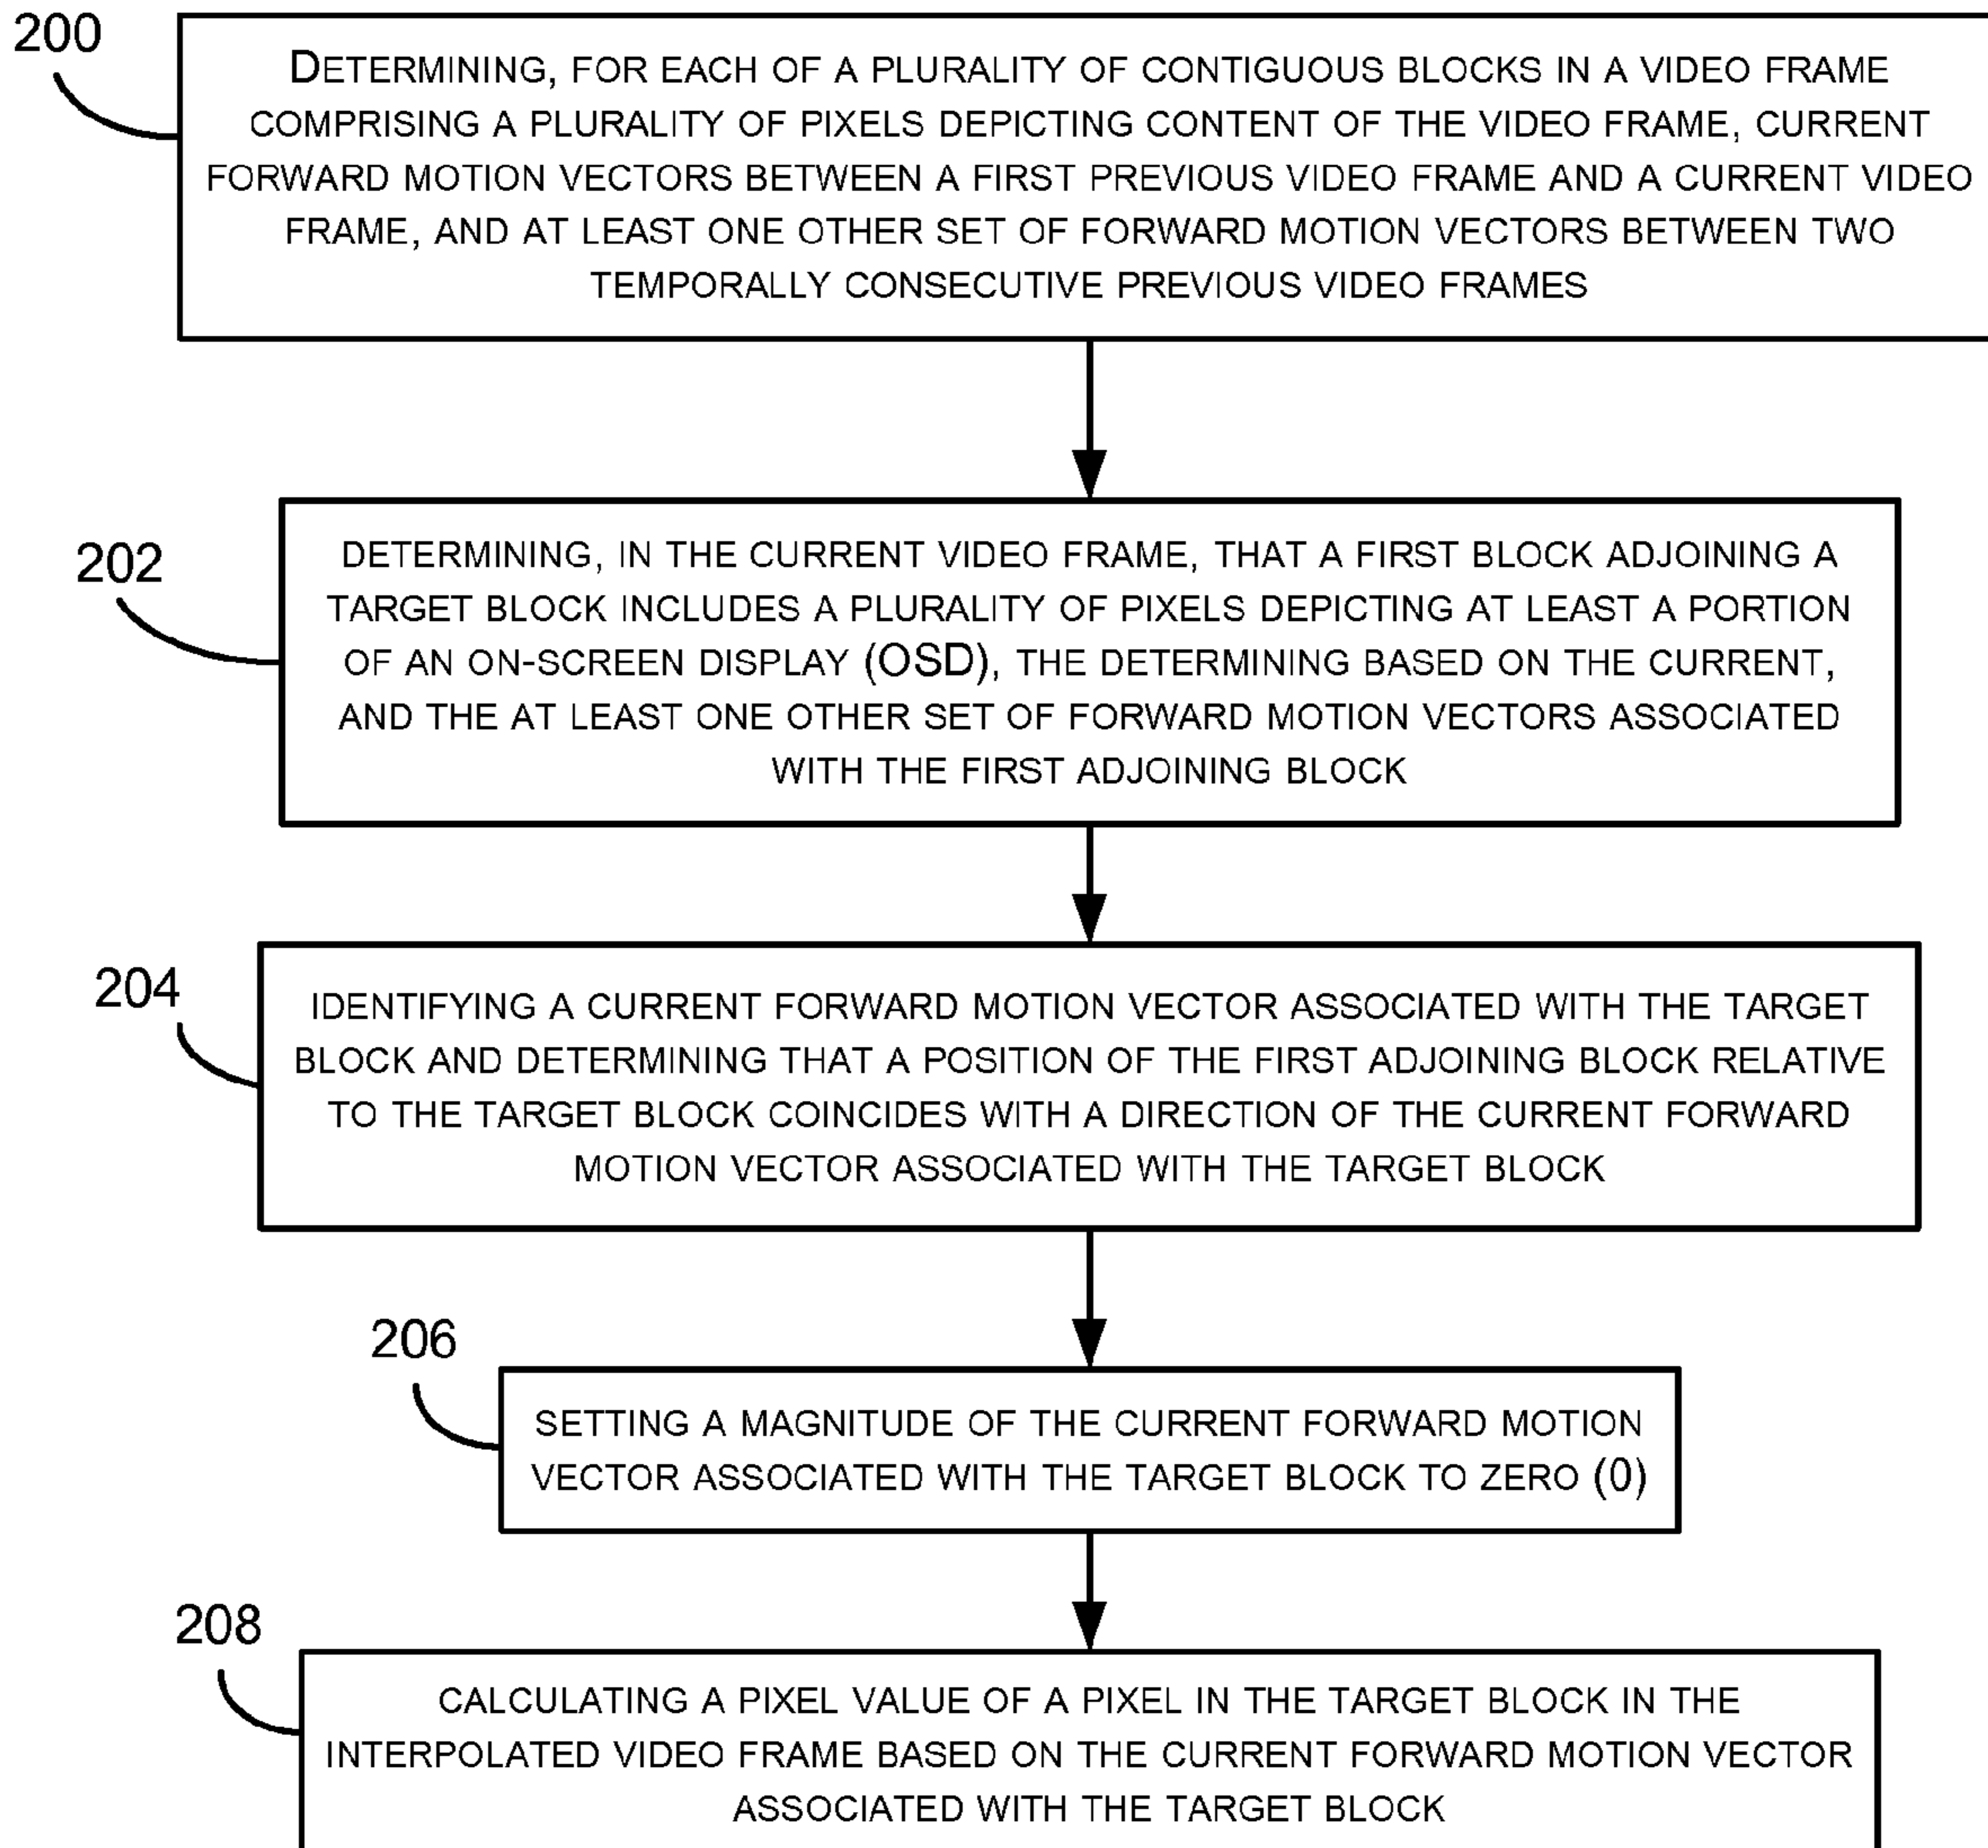 200
DETERMINING, FOR EACH OF A PLURALITY OF CONTIGUOUS BLOCKS IN A VIDEO FRAME
COMPRISING A PLURALITY OF PIXELS DEPICTING CONTENT OF THE VIDEO FRAME, CURRENT
FORWARD MOTION VECTORS BETWEEN A FIRST PREVIOUS VIDEO FRAME AND A CURRENT VIDEO
FRAME, AND AT LEAST ONE OTHER SET OF FORWARD MOTION VECTORS BETWEEN TWO
TEMPORALLY CONSECUTIVE PREVIOUS VIDEO FRAMES
202
DETERMINING, IN THE CURRENT VIDEO FRAME, THAT A FIRST BLOCK ADJOINING A
TARGET BLOCK INCLUDES A PLURALITY OF PIXELS DEPICTING AT LEAST A PORTION
OF AN ON-SCREEN DISPLAY (OSD), THE DETERMINING BASED ON THE CURRENT,
AND THE AT LEAST ONE OTHER SET OF FORWARD MOTION VECTORS ASSOCIATED
WITH THE FIRST ADJOINING BLOCK
204
IDENTIFYING A CURRENT FORWARD MOTION VECTOR ASSOCIATED WITH THE TARGET
BLOCK AND DETERMINING THAT A POSITION OF THE FIRST ADJOINING BLOCK RELATIVE
TO THE TARGET BLOCK COINCIDES WITH A DIRECTION OF THE CURRENT FORWARD
MOTION VECTOR ASSOCIATED WITH THE TARGET BLOCK
206
SETTING A MAGNITUDE OF THE CURRENT FORWARD MOTION
VECTOR ASSOCIATED WITH THE TARGET BLOCK TO ZERO (0)
208
CALCULATING A PIXEL VALUE OF A PIXEL IN THE TARGET BLOCK IN THE
INTERPOLATED VIDEO FRAME BASED ON THE CURRENT FORWARD MOTION VECTOR
ASSOCIATED WITH THE TARGET BLOCK